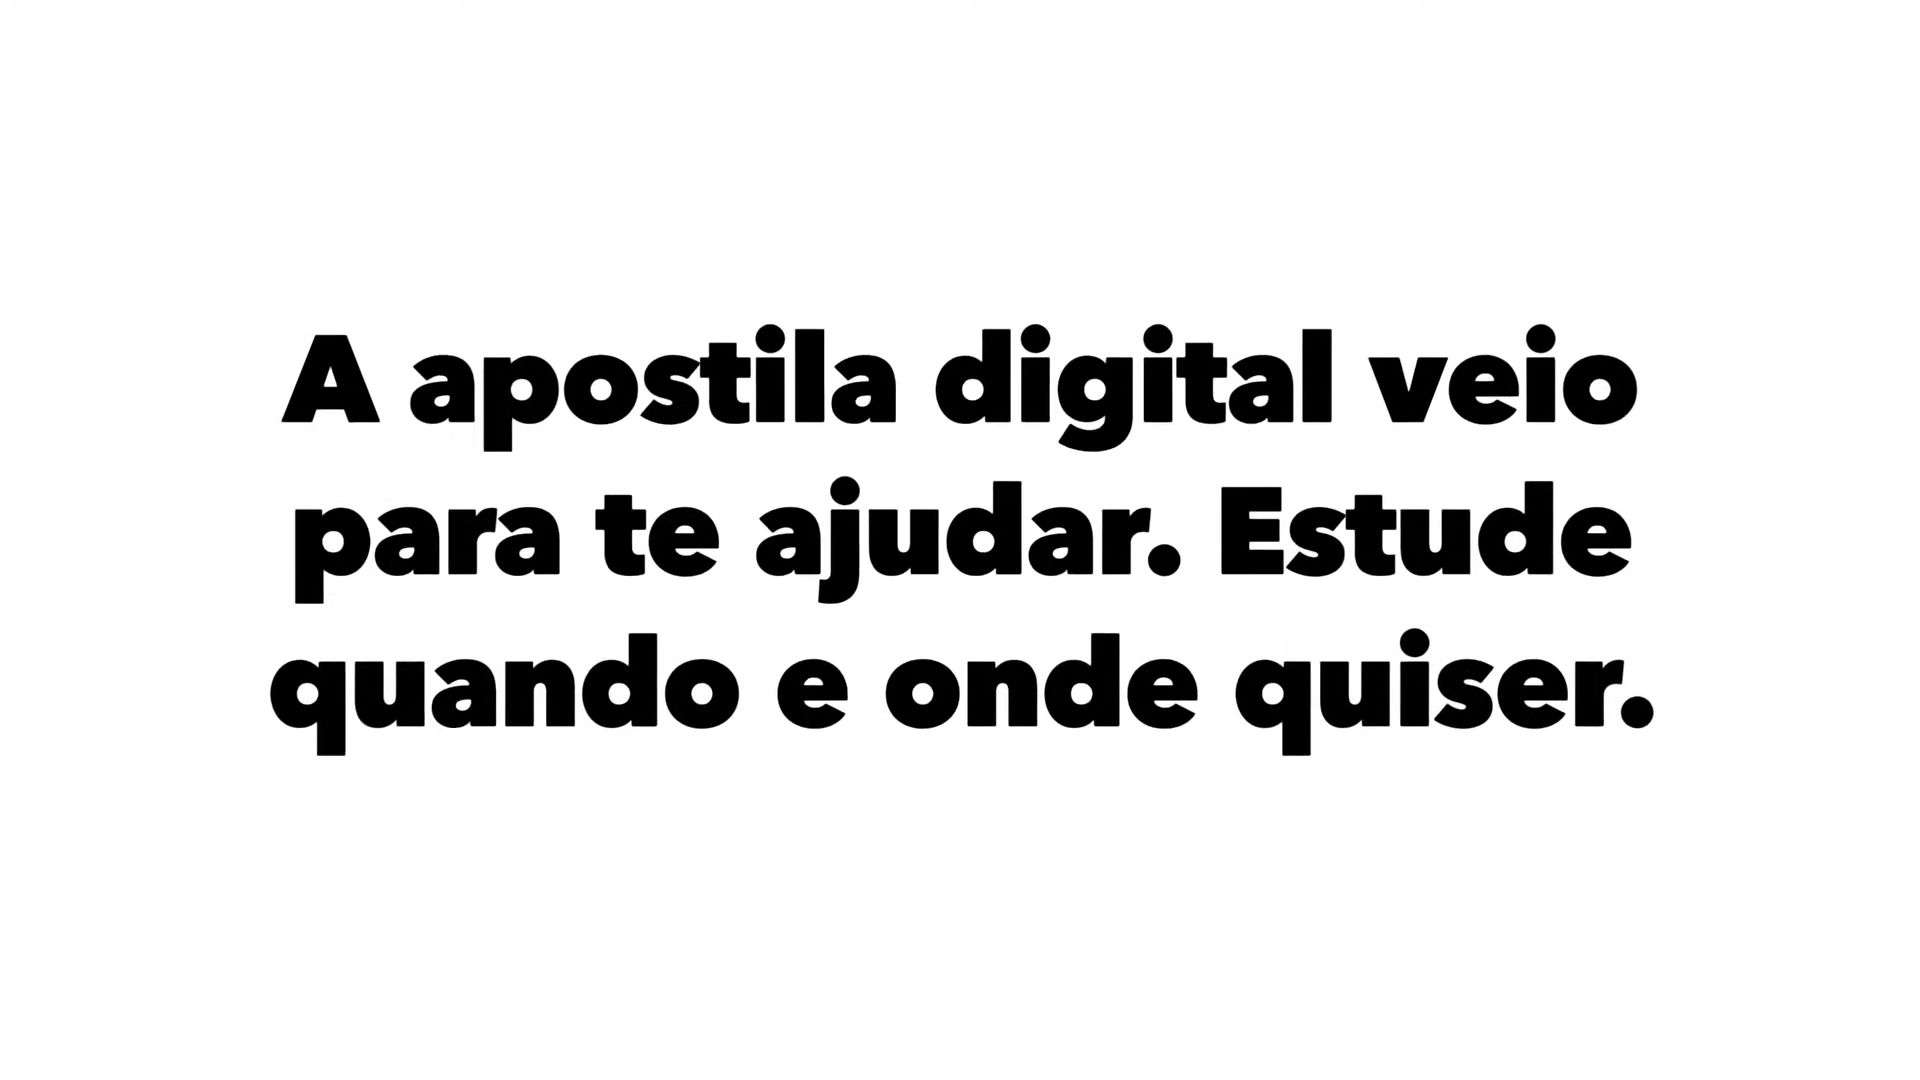 A apostila digital veio
para te ajudar. Estude
quando e onde quiser.